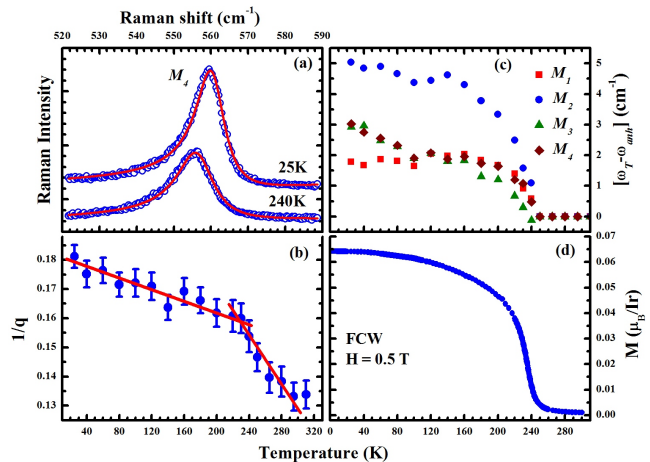 Raman shift (cm⁻¹)
520 530 540 550 560 570 580 590
M₄
(a)
Raman Intensity
25K
240K
(c)
M₁
M₂
M₃
M₄
5
4
3
2
1
0
[ω_T-ω_anh] (cm⁻¹)
(b)
0.18
0.17
0.16
0.15
0.14
0.13
1/q
40 80 120 160 200 240 280 320
(d)
FCW
H = 0.5 T
0.07
0.06
0.05
0.04
0.03
0.02
0.01
0.00
M (μ_B/Ir)
0 40 80 120 160 200 240 280
Temperature (K)